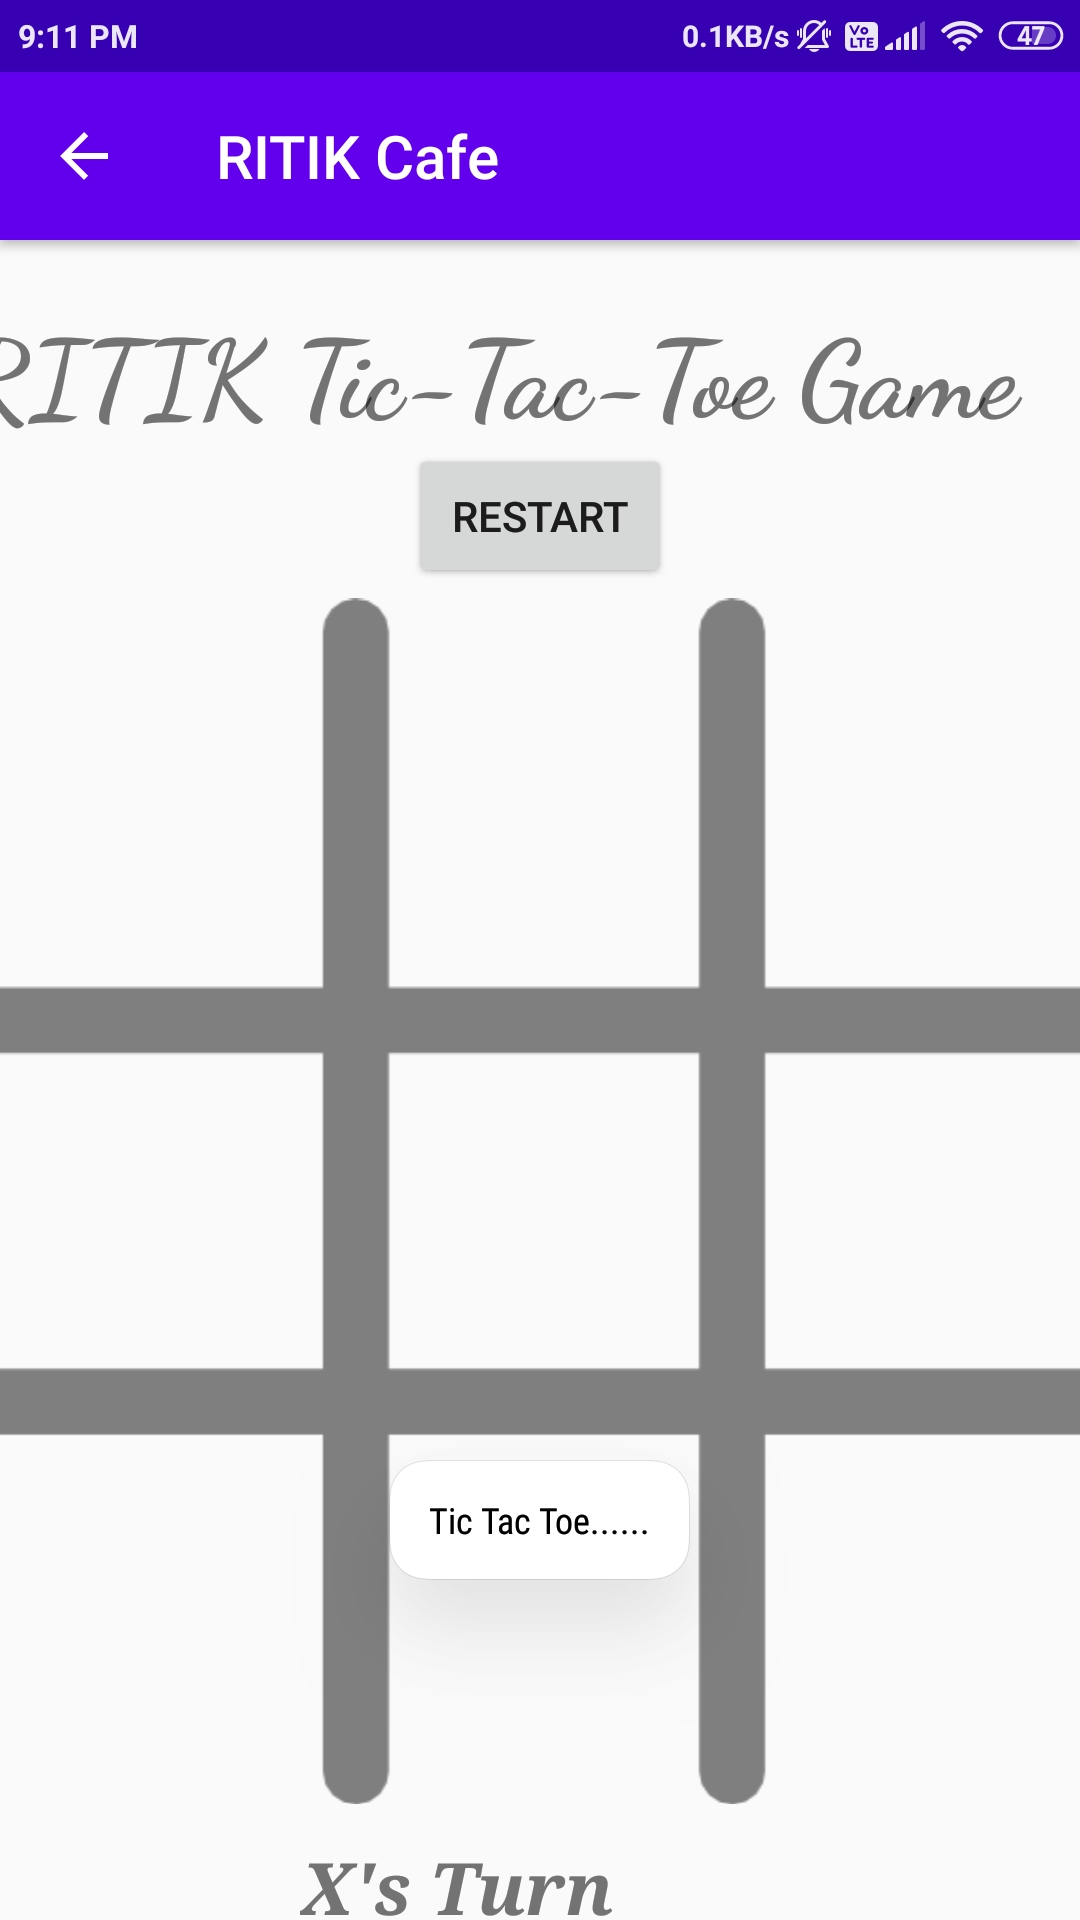 9:11 PM 0.1KB/s Vo LTE 47
RITIK Cafe
RITIK Tic-Tac-Toe Game
RESTART
Tic Tac Toe......
X's Turn